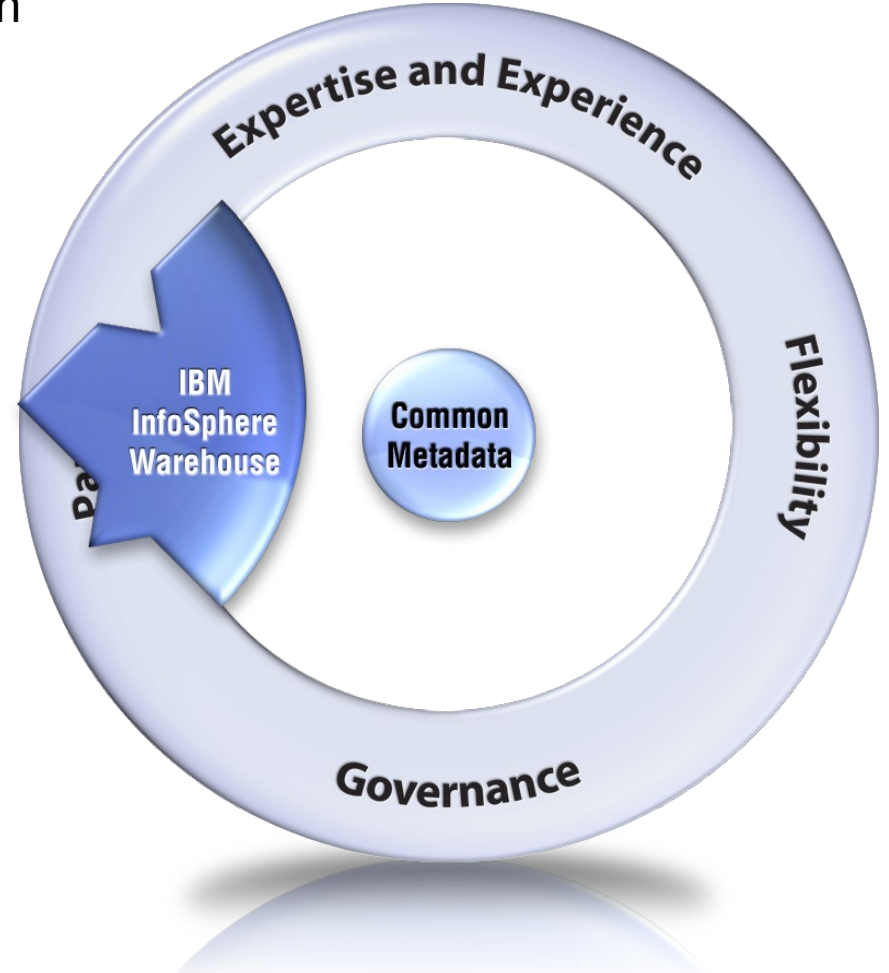 Expertise and Experience
IBM
InfoSphere
Warehouse
Common
Metadata
Flexibility
Governance